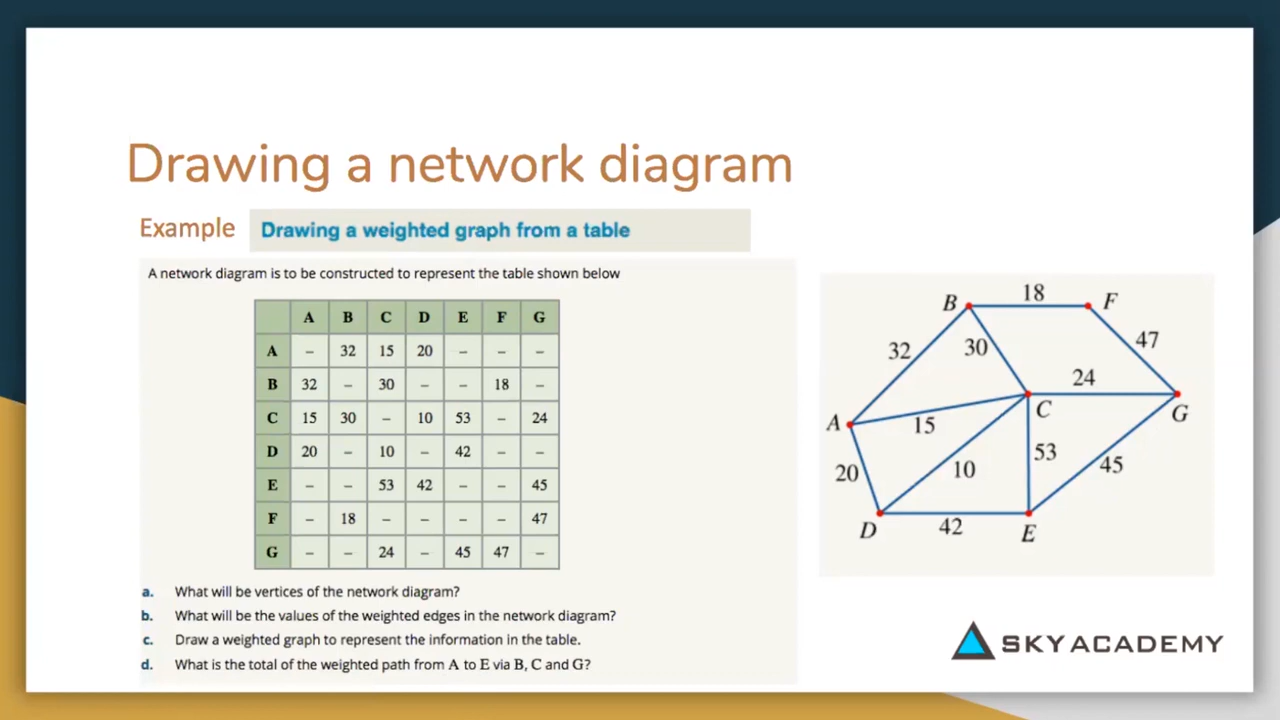 Drawing a network diagram
Example Drawing a weighted graph from a table
A network diagram is to be constructed to represent the table shown below
A B C D E F G
A – 32 15 20 – – –
B 32 – 30 – – 18 –
C 15 30 – 10 53 – 24
D 20 – 10 – 42 – –
E – – 53 42 – – 45
F – 18 – – – – 47
G – – 24 – 45 47 –
a. What will be vertices of the network diagram?
b. What will be the values of the weighted edges in the network diagram?
c. Draw a weighted graph to represent the information in the table.
d. What is the total of the weighted path from A to E via B, C and G?
B 18 F
32 30 47
24
A 15 C G
20 10 53 45
D 42 E
SKY ACADEMY